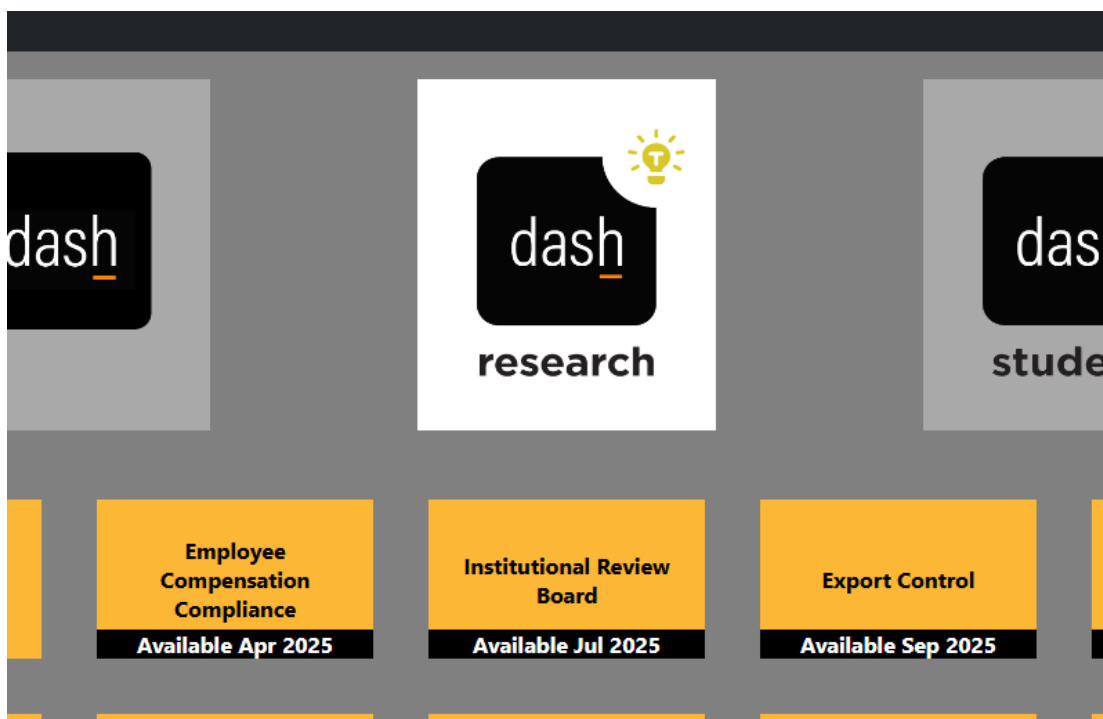 dash
dash
das
research
stude
Employee
Compensation
Compliance
Institutional Review
Board
Export Control
Available Apr 2025
Available Jul 2025
Available Sep 2025